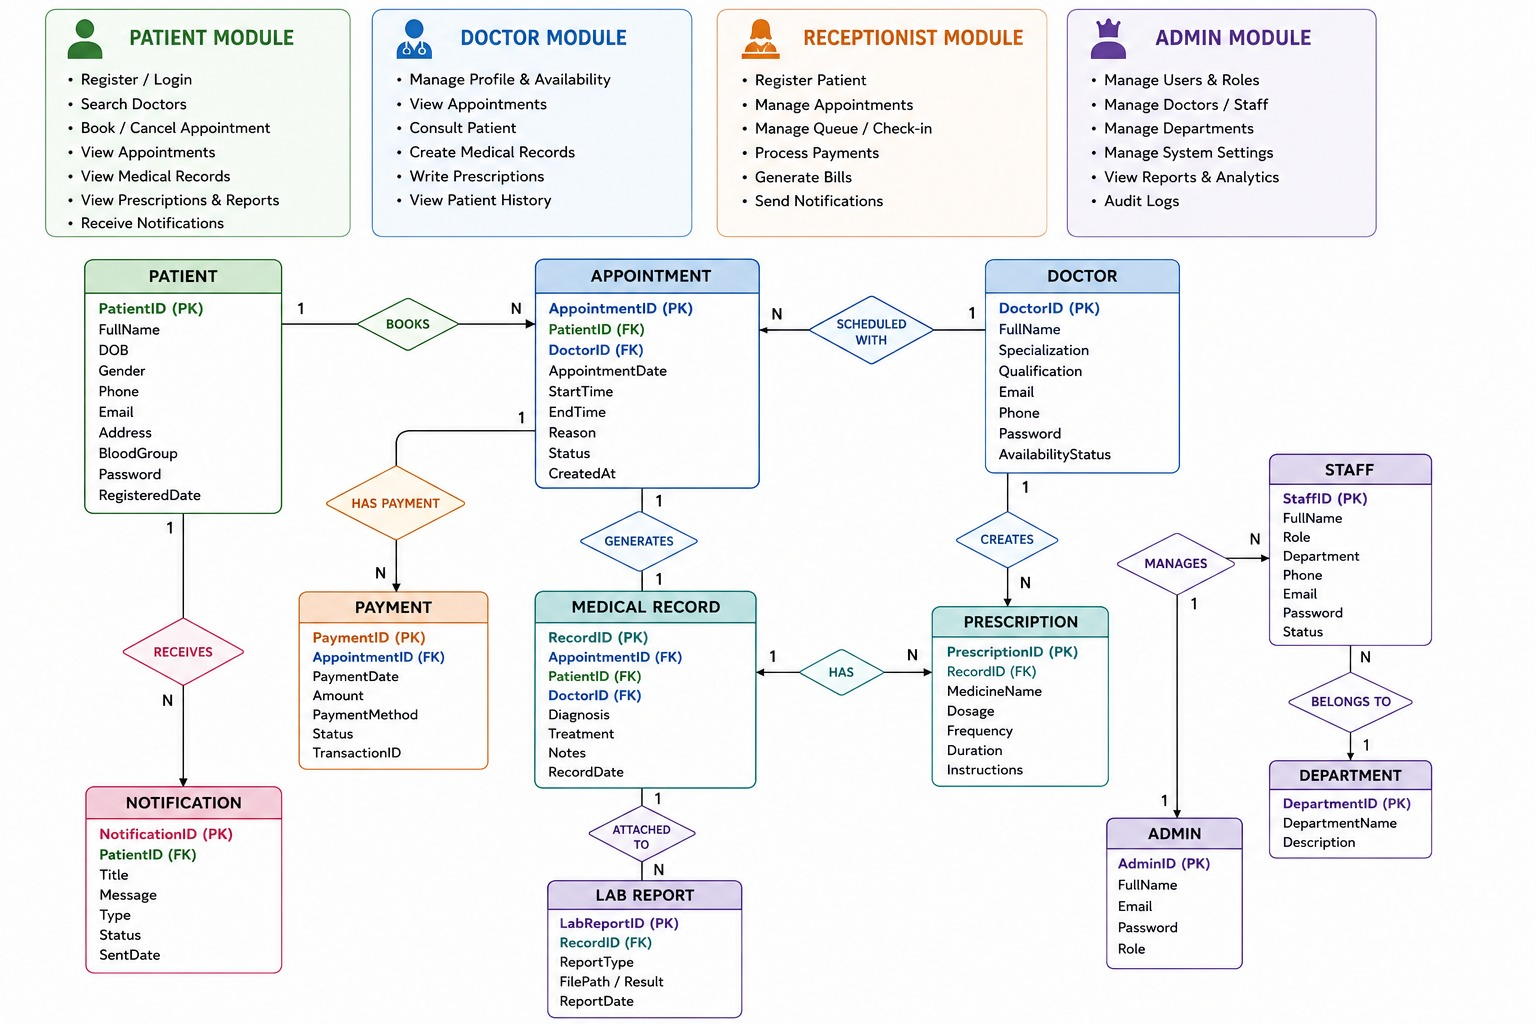 PATIENT MODULE
• Register / Login
• Search Doctors
• Book / Cancel Appointment
• View Appointments
• View Medical Records
• View Prescriptions & Reports
• Receive Notifications
DOCTOR MODULE
• Manage Profile & Availability
• View Appointments
• Consult Patient
• Create Medical Records
• Write Prescriptions
• View Patient History
RECEPTIONIST MODULE
• Register Patient
• Manage Appointments
• Manage Queue / Check-in
• Process Payments
• Generate Bills
• Send Notifications
ADMIN MODULE
• Manage Users & Roles
• Manage Doctors / Staff
• Manage Departments
• Manage System Settings
• View Reports & Analytics
• Audit Logs
PATIENT
PatientID (PK)
FullName
DOB
Gender
Phone
Email
Address
BloodGroup
Password
RegisteredDate
1
BOOKS
N
APPOINTMENT
AppointmentID (PK)
PatientID (FK)
DoctorID (FK)
AppointmentDate
StartTime
EndTime
Reason
Status
CreatedAt
N
SCHEDULED
WITH
1
DOCTOR
DoctorID (PK)
FullName
Specialization
Qualification
Email
Phone
Password
AvailabilityStatus
1
HAS PAYMENT
N
1
GENERATES
1
1
CREATES
N
1
RECEIVES
N
PAYMENT
PaymentID (PK)
AppointmentID (FK)
PaymentDate
Amount
PaymentMethod
Status
TransactionID
MEDICAL RECORD
RecordID (PK)
AppointmentID (FK)
PatientID (FK)
DoctorID (FK)
Diagnosis
Treatment
Notes
RecordDate
1
HAS
N
PRESCRIPTION
PrescriptionID (PK)
RecordID (FK)
MedicineName
Dosage
Frequency
Duration
Instructions
STAFF
StaffID (PK)
FullName
Role
Department
Phone
Email
Password
Status
MANAGES
N
1
1
N
BELONGS TO
1
DEPARTMENT
DepartmentID (PK)
DepartmentName
Description
ADMIN
AdminID (PK)
FullName
Email
Password
Role
NOTIFICATION
NotificationID (PK)
PatientID (FK)
Title
Message
Type
Status
SentDate
1
ATTACHED
TO
N
LAB REPORT
LabReportID (PK)
RecordID (FK)
ReportType
FilePath / Result
ReportDate